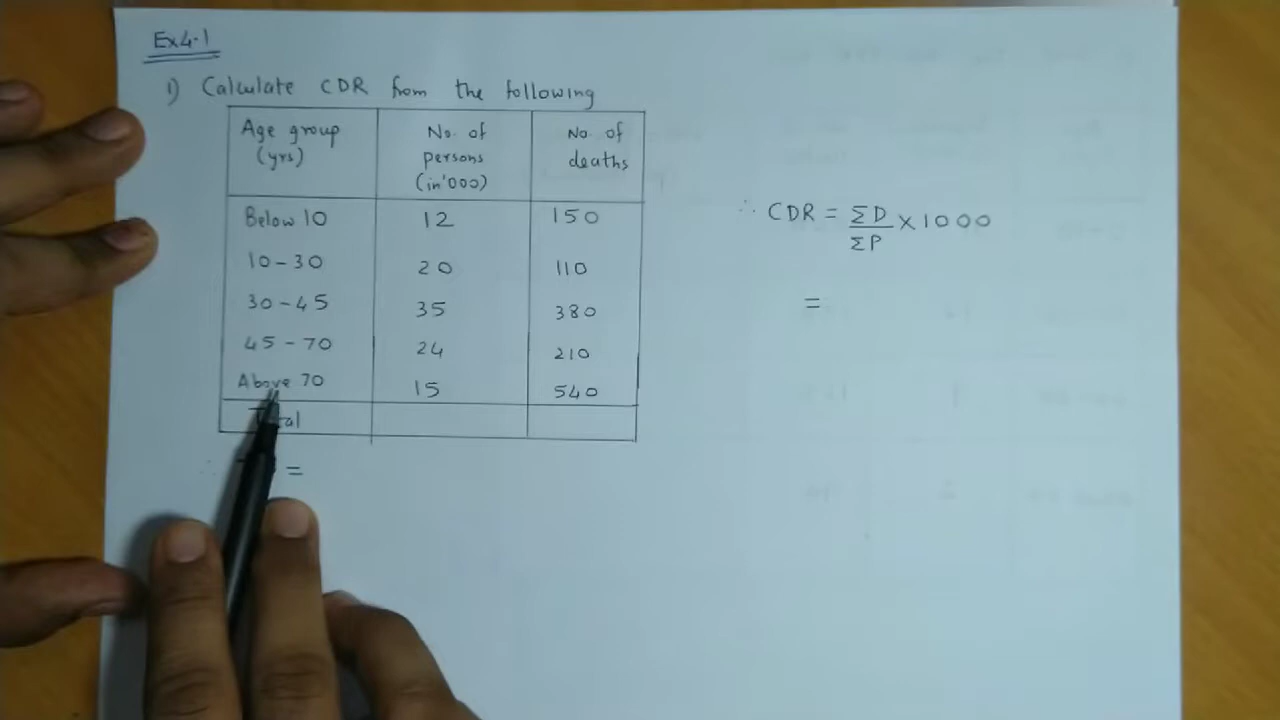 Ex4.1
1) Calculate CDR from the following
Age group (yrs) No. of persons (in'000) No. of deaths
Below 10 12 150
10-30 20 110
30-45 35 380
45-70 24 210
Above 70 15 540
∴ CDR = ΣD/ΣP × 1000
=
=